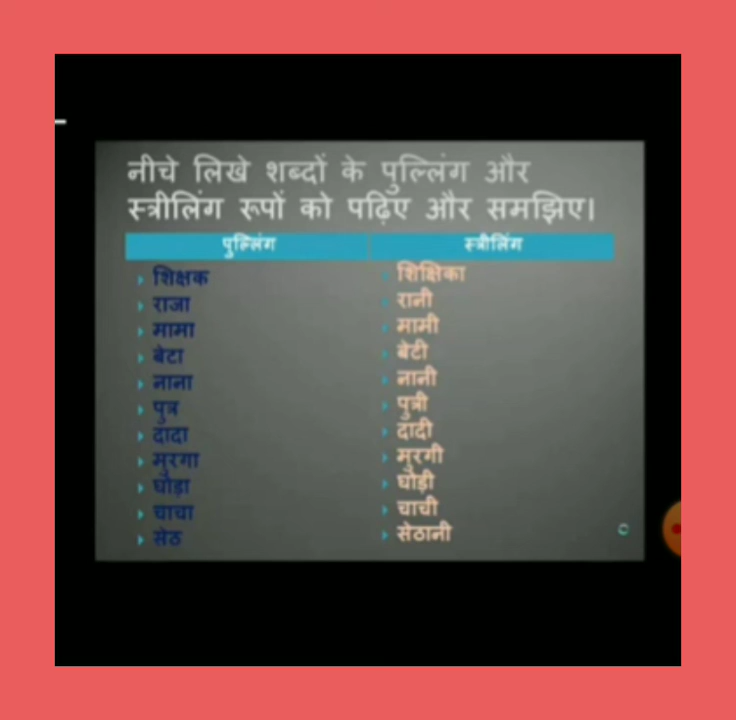 नीचे लिखे शब्दों के पुल्लिंग और
स्त्रीलिंग रूपों को पढ़िए और समझिए।
पुल्लिंग स्त्रीलिंग
शिक्षक शिक्षिका
राजा रानी
मामा मामी
बेटा बेटी
नाना नानी
पुत्र पुत्री
दादा दादी
मुरगा मुरगी
घोड़ा घोड़ी
चाचा चाची
सेठ सेठानी